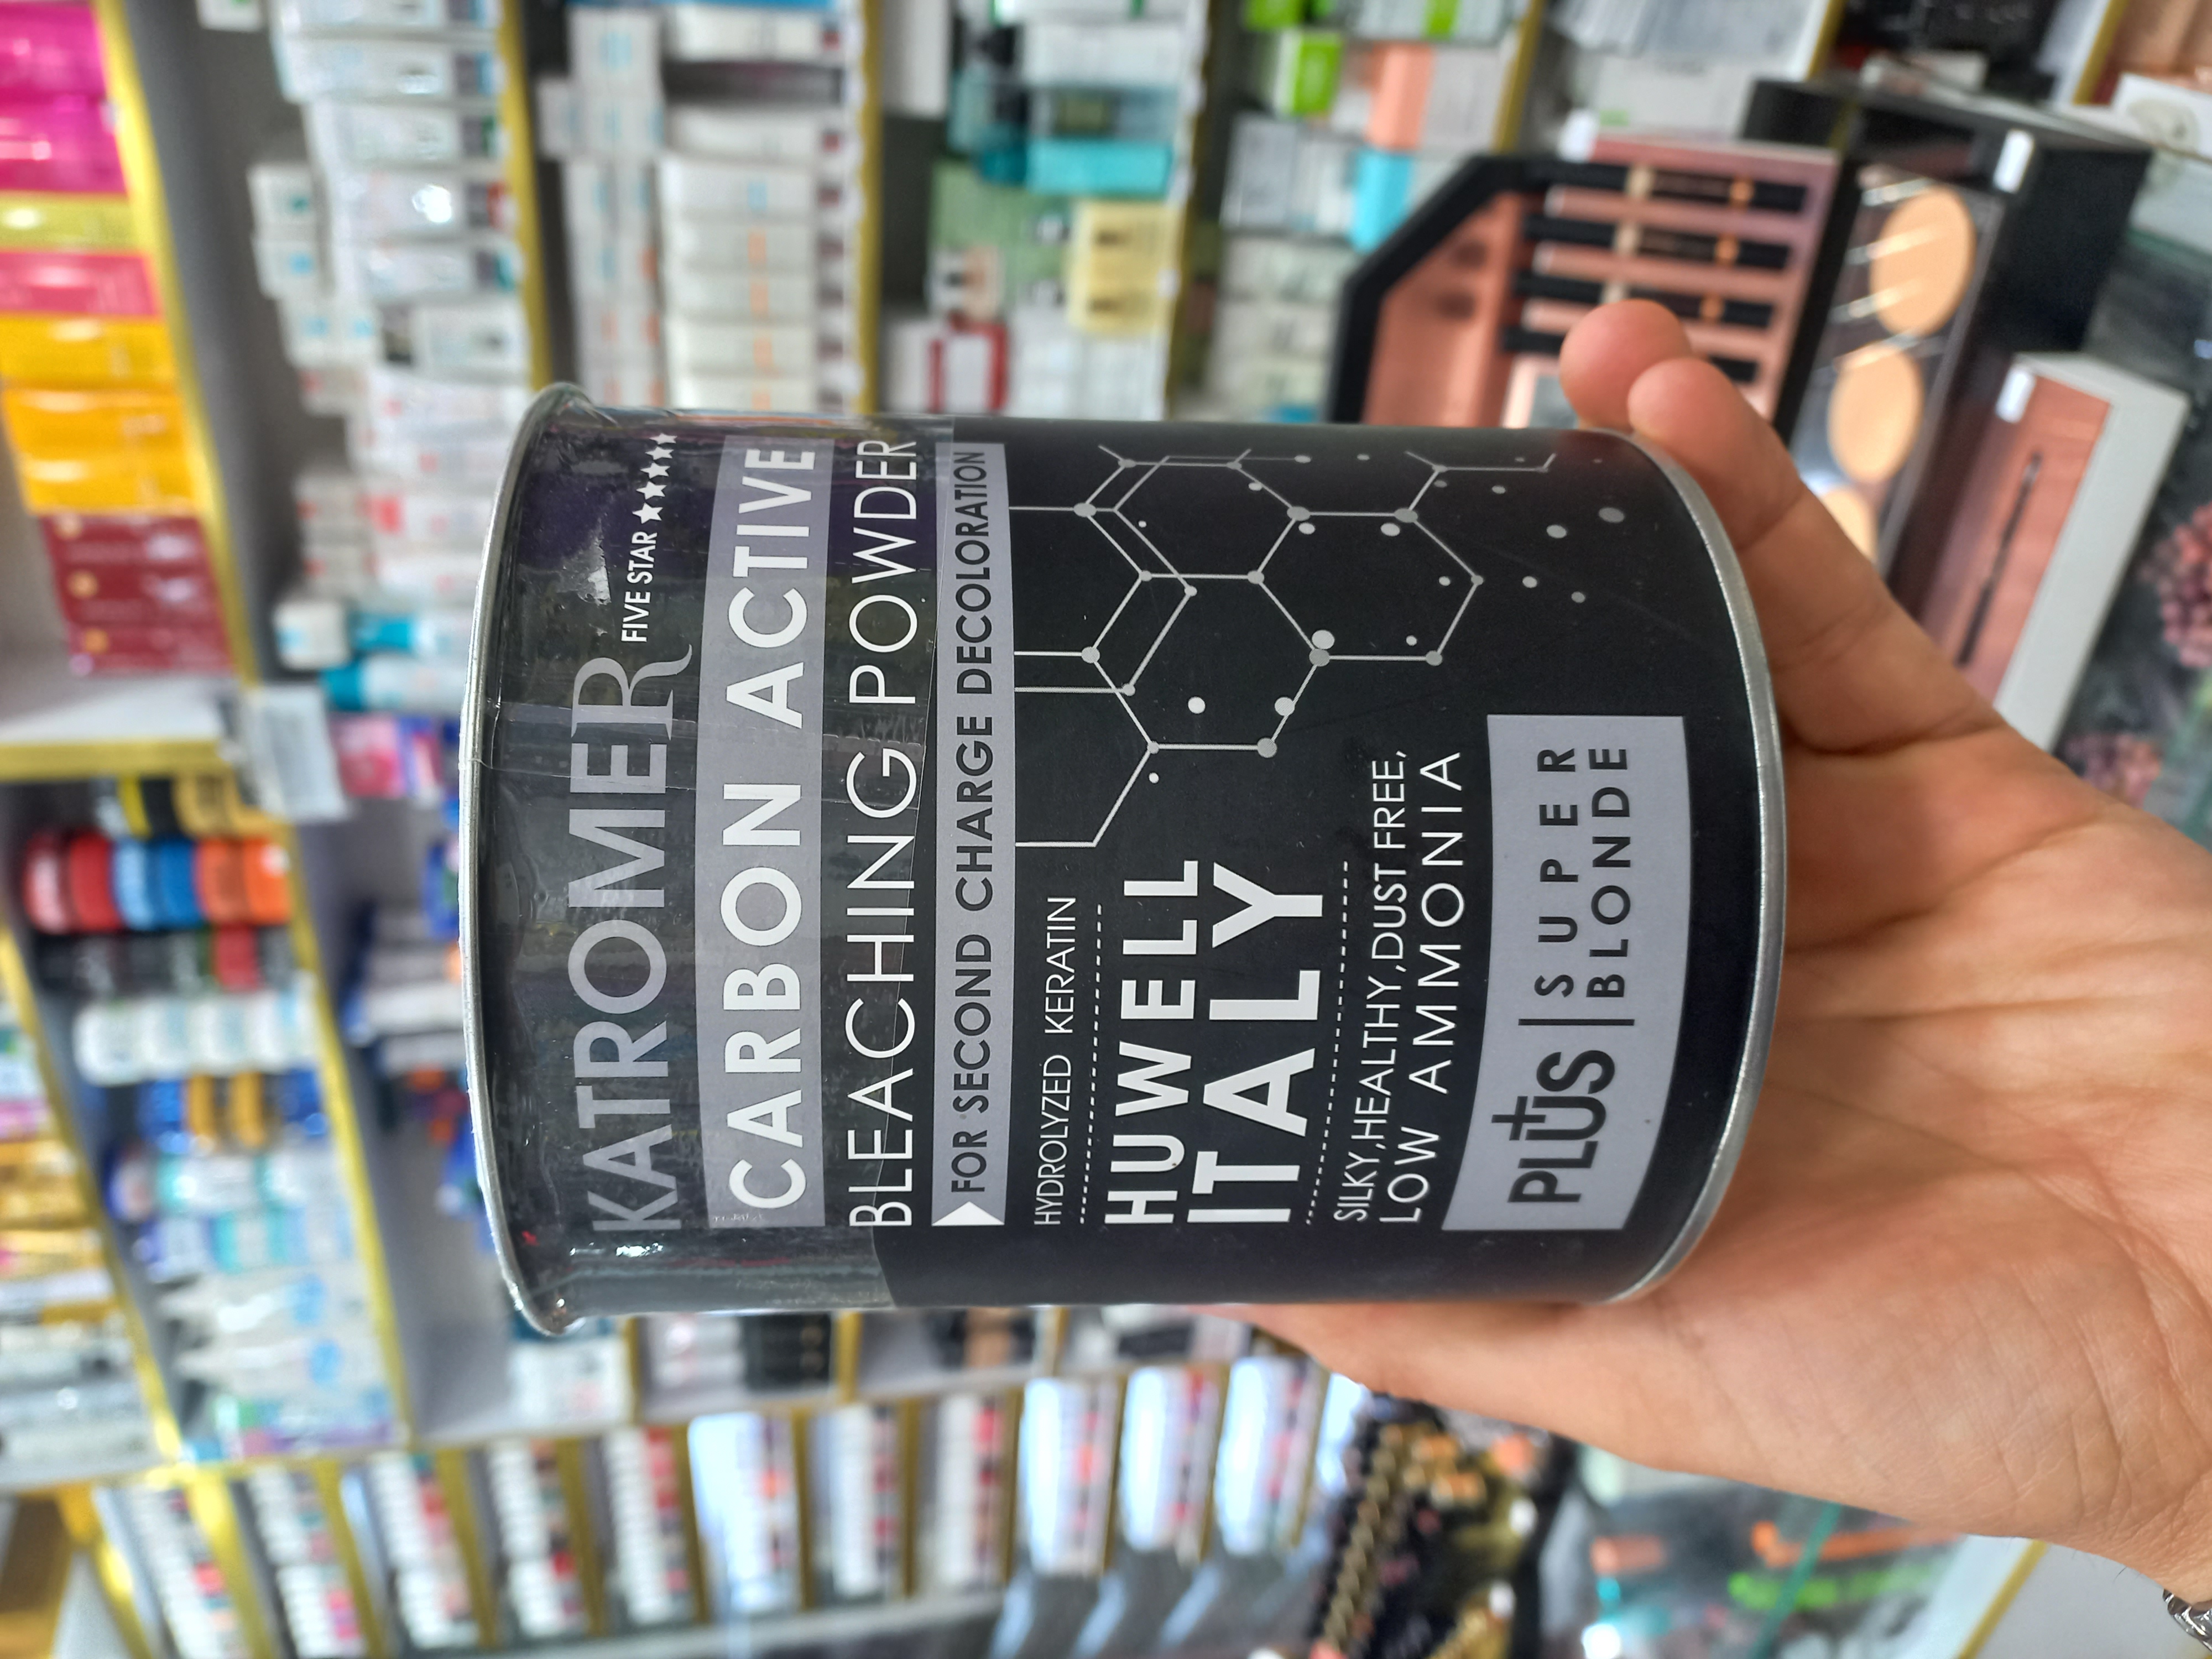 KATROMER
FIVE STAR
CARBON ACTIVE
BLEACHING POWDER
FOR SECOND CHARGE DECOLORATION
HYDROLYZED KERATIN
HUWELL
ITALY
SILKY,HEALTHY,DUST FREE,
LOW AMMONIA
PLUS
SUPER
BLONDE